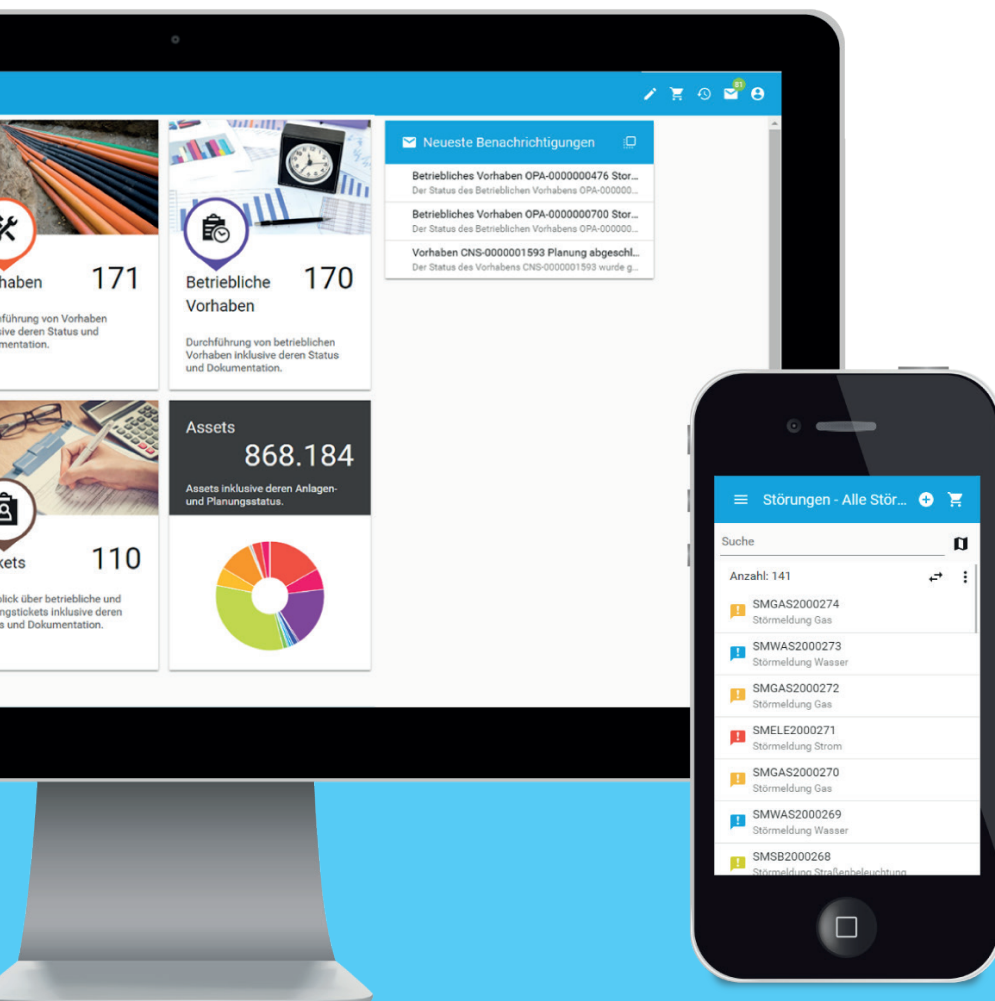 81
Neueste Benachrichtigungen
Betriebliches Vorhaben OPA-0000000476 Stor...
Der Status des Betrieblichen Vorhabens OPA-000000...
Betriebliches Vorhaben OPA-0000000700 Stor...
Der Status des Betrieblichen Vorhabens OPA-000000...
Vorhaben CNS-0000001593 Planung abgeschl...
Der Status des Vorhabens CNS-0000001593 wurde g...
haben 171
führung von Vorhaben
sive deren Status und
mentation.
Betriebliche 170
Vorhaben
Durchführung von betrieblichen
Vorhaben inklusive deren Status
und Dokumentation.
kets 110
blick über betriebliche und
ngstickets inklusive deren
s und Dokumentation.
Assets
868.184
Assets inklusive deren Anlagen-
und Planungsstatus.
Störungen - Alle Stör...
Suche
Anzahl: 141
SMGAS2000274
Störmeldung Gas
SMWAS2000273
Störmeldung Wasser
SMGAS2000272
Störmeldung Gas
SMELE2000271
Störmeldung Strom
SMGAS2000270
Störmeldung Gas
SMWAS2000269
Störmeldung Wasser
SMSB2000268
Störmeldung Straßenbeleuchtung